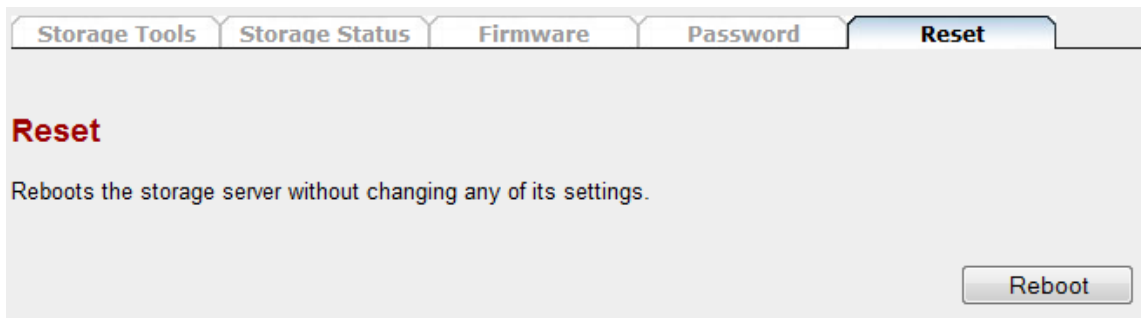 Storage Tools Storage Status Firmware Password Reset
Reset
Reboots the storage server without changing any of its settings.
Reboot